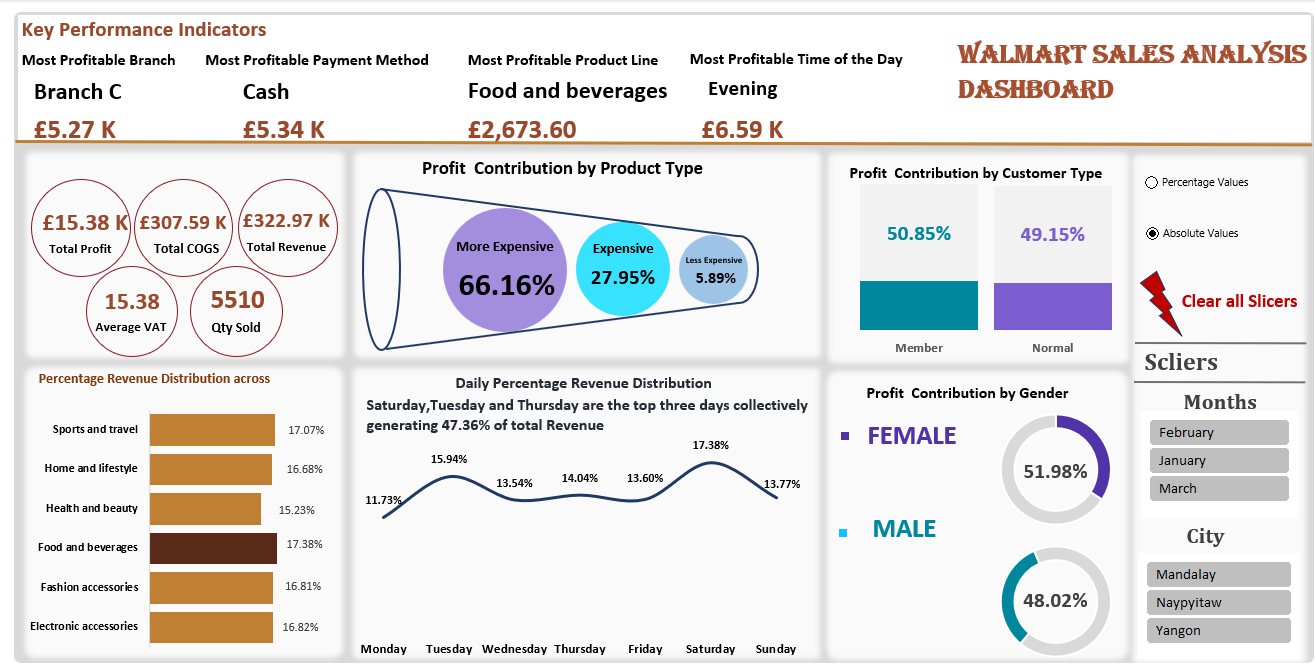 Key Performance Indicators
WALMART SALES ANALYSIS
DASHBOARD
Most Profitable Branch
Branch C
£5.27 K
Most Profitable Payment Method
Cash
£5.34 K
Most Profitable Product Line
Food and beverages
£2,673.60
Most Profitable Time of the Day
Evening
£6.59 K
£15.38 K
Total Profit
£307.59 K
Total COGS
£322.97 K
Total Revenue
15.38
Average VAT
5510
Qty Sold
Profit Contribution by Product Type
More Expensive
66.16%
Expensive
27.95%
Less Expensive
5.89%
Profit Contribution by Customer Type
50.85%
Member
49.15%
Normal
Percentage Values
Absolute Values
Clear all Slicers
Percentage Revenue Distribution across
Sports and travel 17.07%
Home and lifestyle 16.68%
Health and beauty 15.23%
Food and beverages 17.38%
Fashion accessories 16.81%
Electronic accessories 16.82%
Daily Percentage Revenue Distribution
Saturday,Tuesday and Thursday are the top three days collectively
generating 47.36% of total Revenue
11.73% 15.94% 13.54% 14.04% 13.60% 17.38% 13.77%
Monday Tuesday Wednesday Thursday Friday Saturday Sunday
Profit Contribution by Gender
FEMALE
51.98%
MALE
48.02%
Scliers
Months
February
January
March
City
Mandalay
Naypyitaw
Yangon